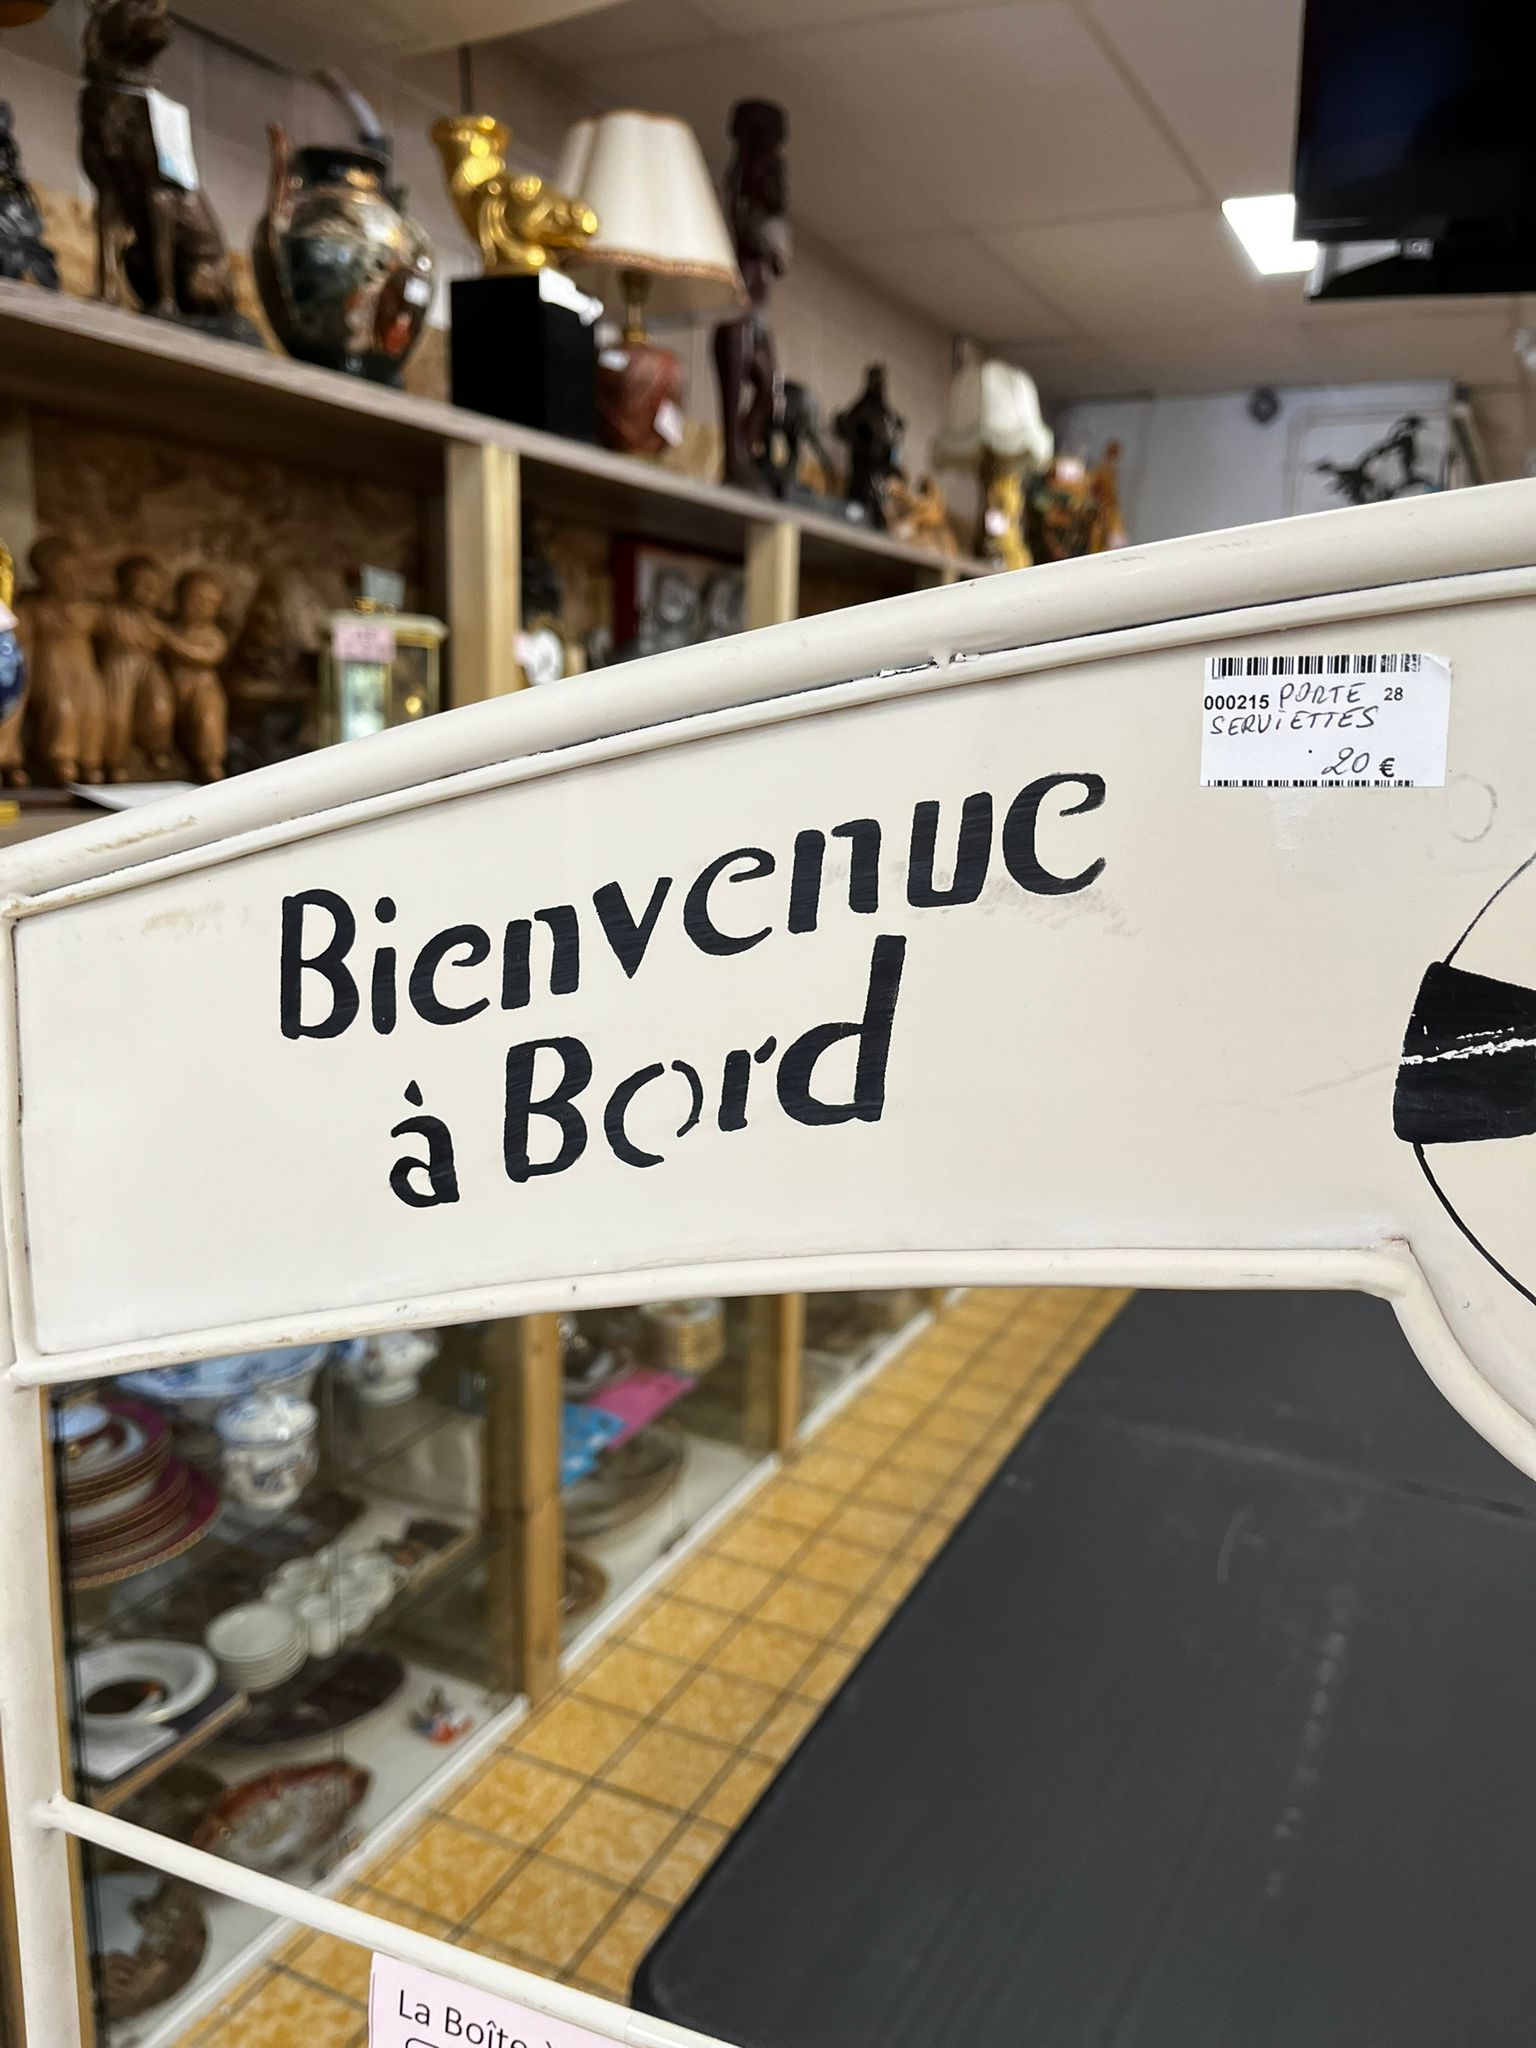 000215 PORTE 28
SERVIETTES
20 €
Bienvenue
à Bord
La Boîte